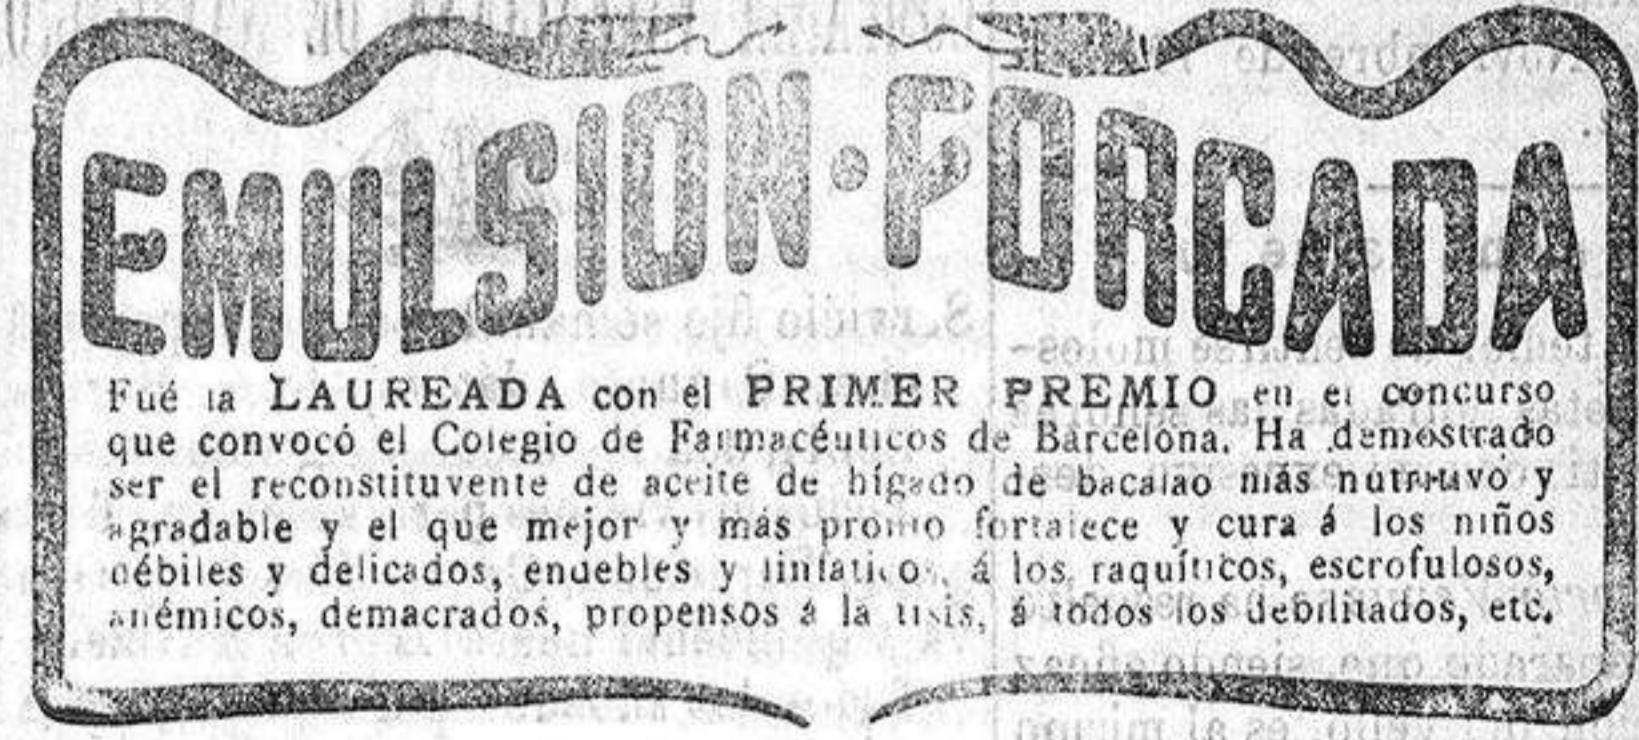 EMULSION·FORCADA
Fué la LAUREADA con el PRIMER PREMIO en el concurso
que convocó el Colegio de Farmacéuticos de Barcelona. Ha demostrado
ser el reconstituyente de aceite de hígado de bacalao más nutritivo y
agradable y el que mejor y más pronto fortalece y cura á los niños
débiles y delicados, endebles y linfáticos, á los raquíticos, escrofulosos,
anémicos, demacrados, propensos á la tisis, á todos los debilitados, etc.